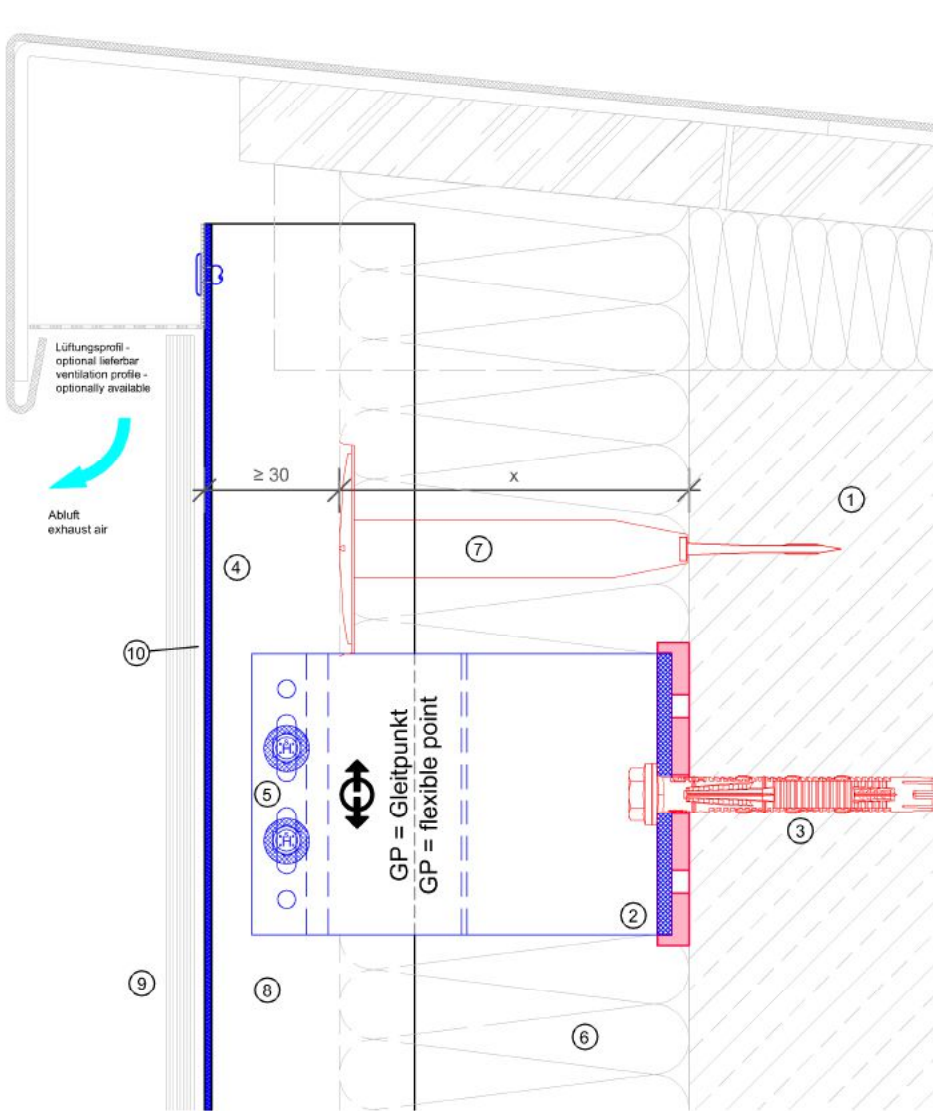 Lüftungsprofil -
optional lieferbar
ventilation profile -
optionally available
Abluft
exhaust air
≥ 30
x
1
7
4
10
GP = Gleitpunkt
GP = flexible point
5
3
2
9
8
6